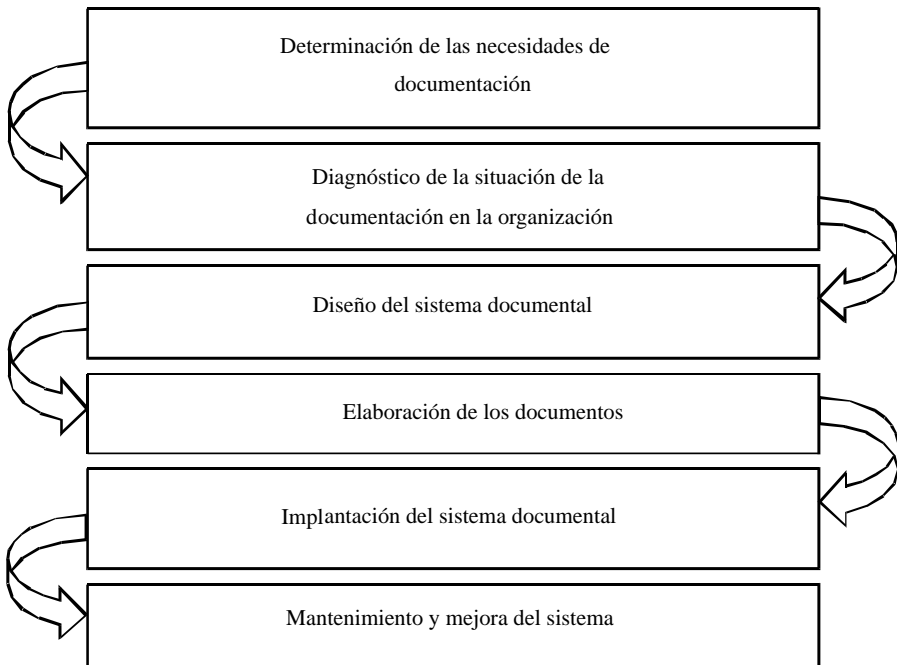 Determinación de las necesidades de
documentación
Diagnóstico de la situación de la
documentación en la organización
Diseño del sistema documental
Elaboración de los documentos
Implantación del sistema documental
Mantenimiento y mejora del sistema